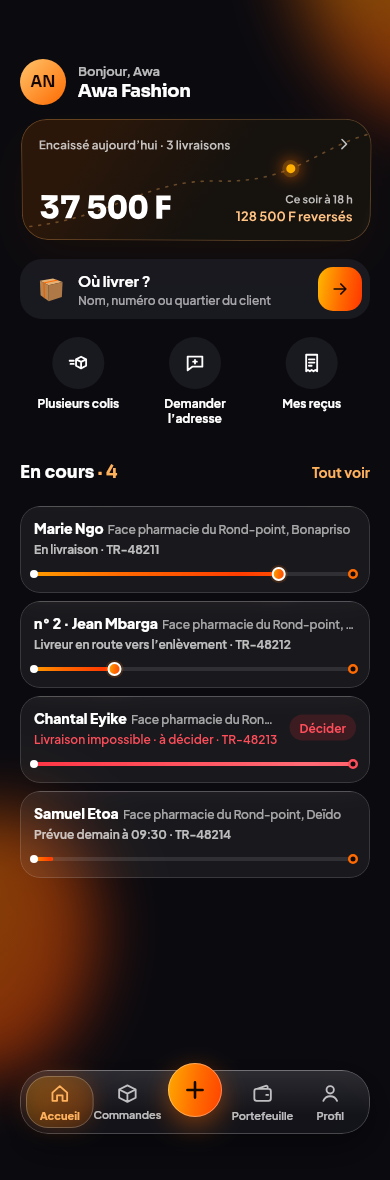 AN
Bonjour, Awa
Awa Fashion
Encaissé aujourd’hui · 3 livraisons
37 500 F
Ce soir à 18 h
128 500 F reversés
Où livrer ?
Nom, numéro ou quartier du client
Plusieurs colis
Demander
l’adresse
Mes reçus
En cours · 4
Tout voir
Marie Ngo Face pharmacie du Rond-point, Bonapriso
En livraison · TR-48211
n° 2 · Jean Mbarga Face pharmacie du Rond-point, ...
Livreur en route vers l’enlèvement · TR-48212
Chantal Eyike Face pharmacie du Ron...
Livraison impossible · à décider · TR-48213
Décider
Samuel Etoa Face pharmacie du Rond-point, Deïdo
Prévue demain à 09:30 · TR-48214
Accueil
Commandes
Portefeuille
Profil